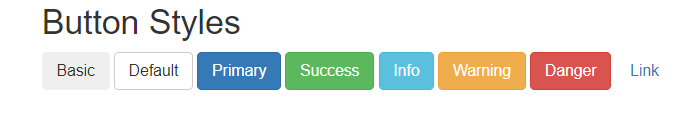 Button Styles
Basic Default Primary Success Info Warning Danger Link